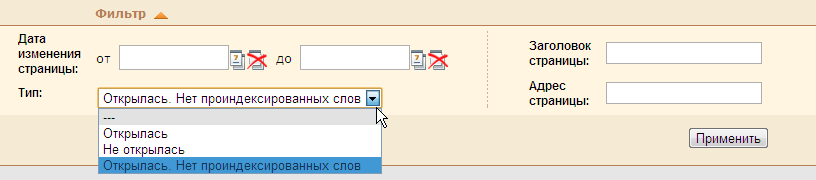 Фильтр
Дата
изменения
страницы:
от
до
Заголовок
страницы:
Тип:
Открылась. Нет проиндексированных слов
Адрес
страницы:
---
Открылась
Не открылась
Открылась. Нет проиндексированных слов
Применить